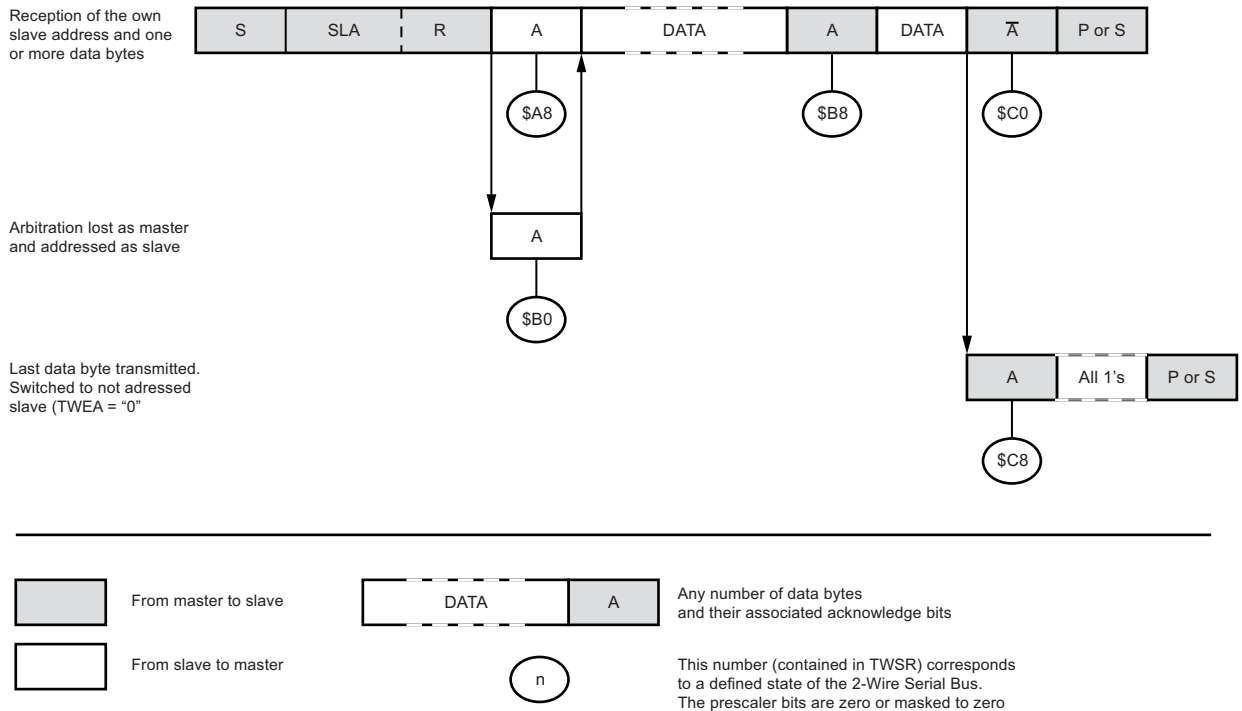 Reception of the own
slave address and one
or more data bytes
S SLA R A DATA A DATA A̅ P or S
$A8 $B8 $C0
Arbitration lost as master
and addressed as slave
A
$B0
Last data byte transmitted.
Switched to not adressed
slave (TWEA = “0”
A All 1's P or S
$C8
From master to slave
DATA A
Any number of data bytes
and their associated acknowledge bits
From slave to master
n
This number (contained in TWSR) corresponds
to a defined state of the 2-Wire Serial Bus.
The prescaler bits are zero or masked to zero